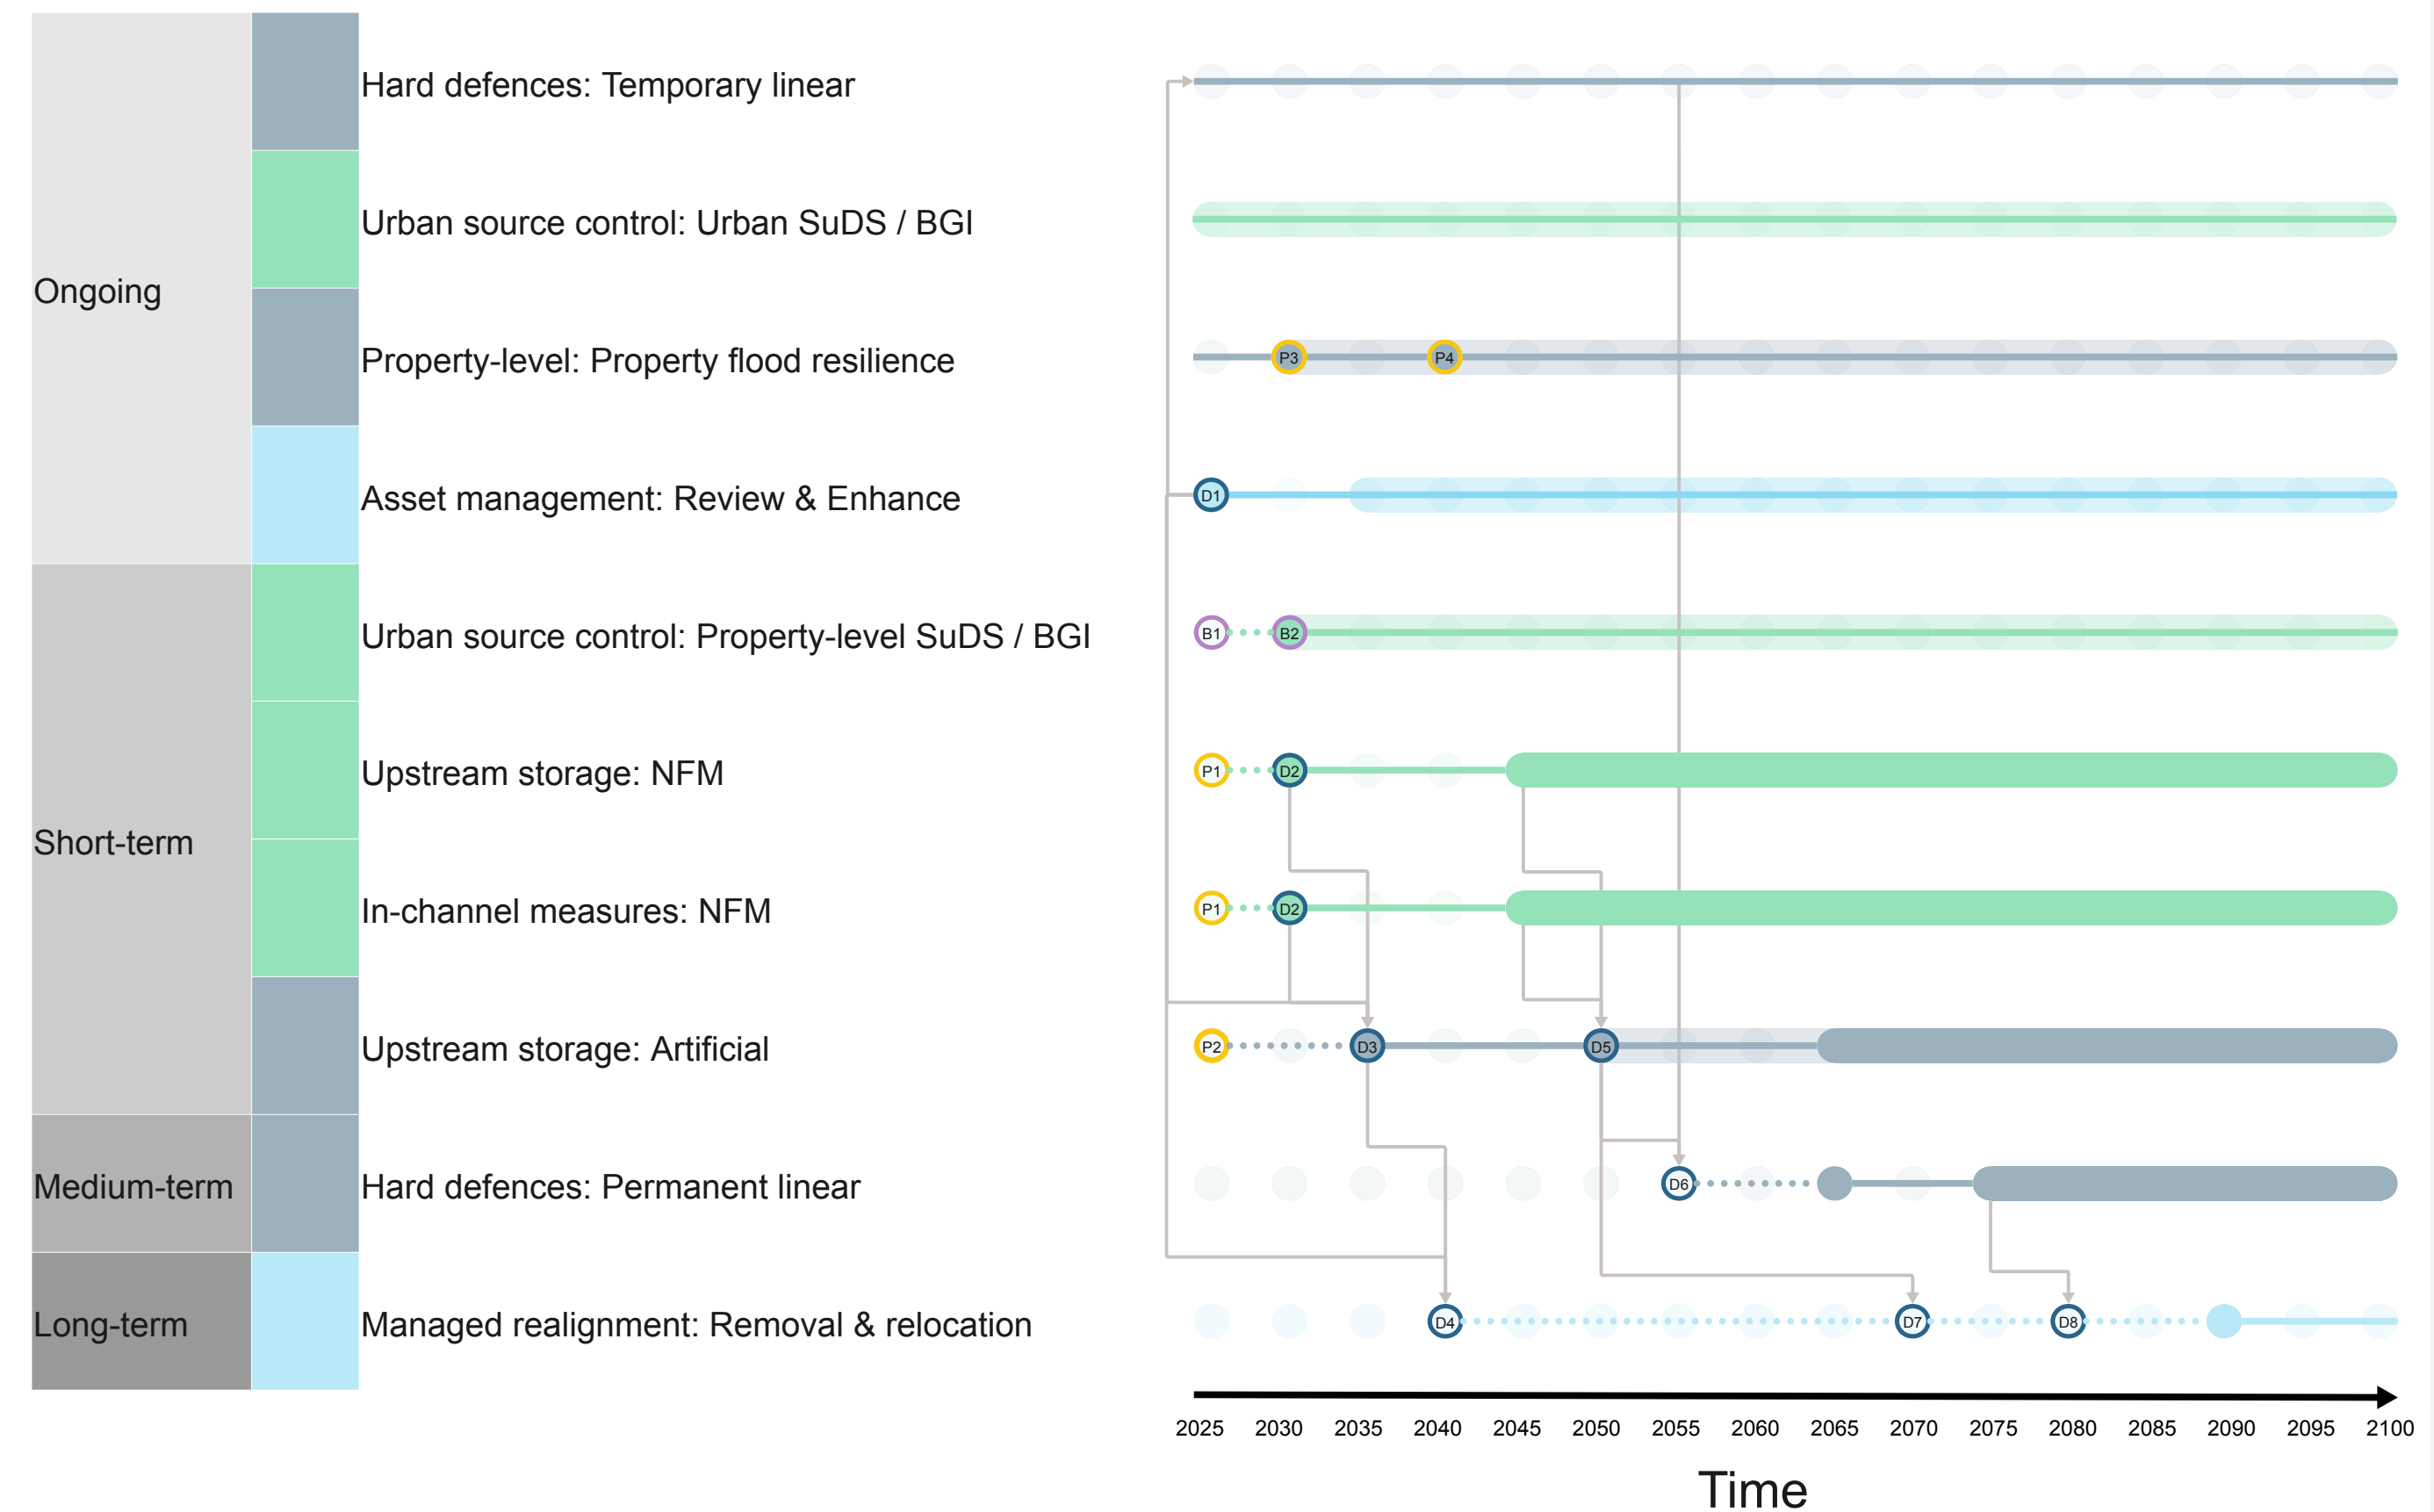 Ongoing
Hard defences: Temporary linear
Urban source control: Urban SuDS / BGI
Property-level: Property flood resilience
P3 P4
Asset management: Review & Enhance
D1
Short-term
Urban source control: Property-level SuDS / BGI
B1 B2
Upstream storage: NFM
P1 D2
In-channel measures: NFM
P1 D2
Upstream storage: Artificial
P2 D3 D5
Medium-term
Hard defences: Permanent linear
D6
Long-term
Managed realignment: Removal & relocation
D4 D7 D8
2025 2030 2035 2040 2045 2050 2055 2060 2065 2070 2075 2080 2085 2090 2095 2100
Time